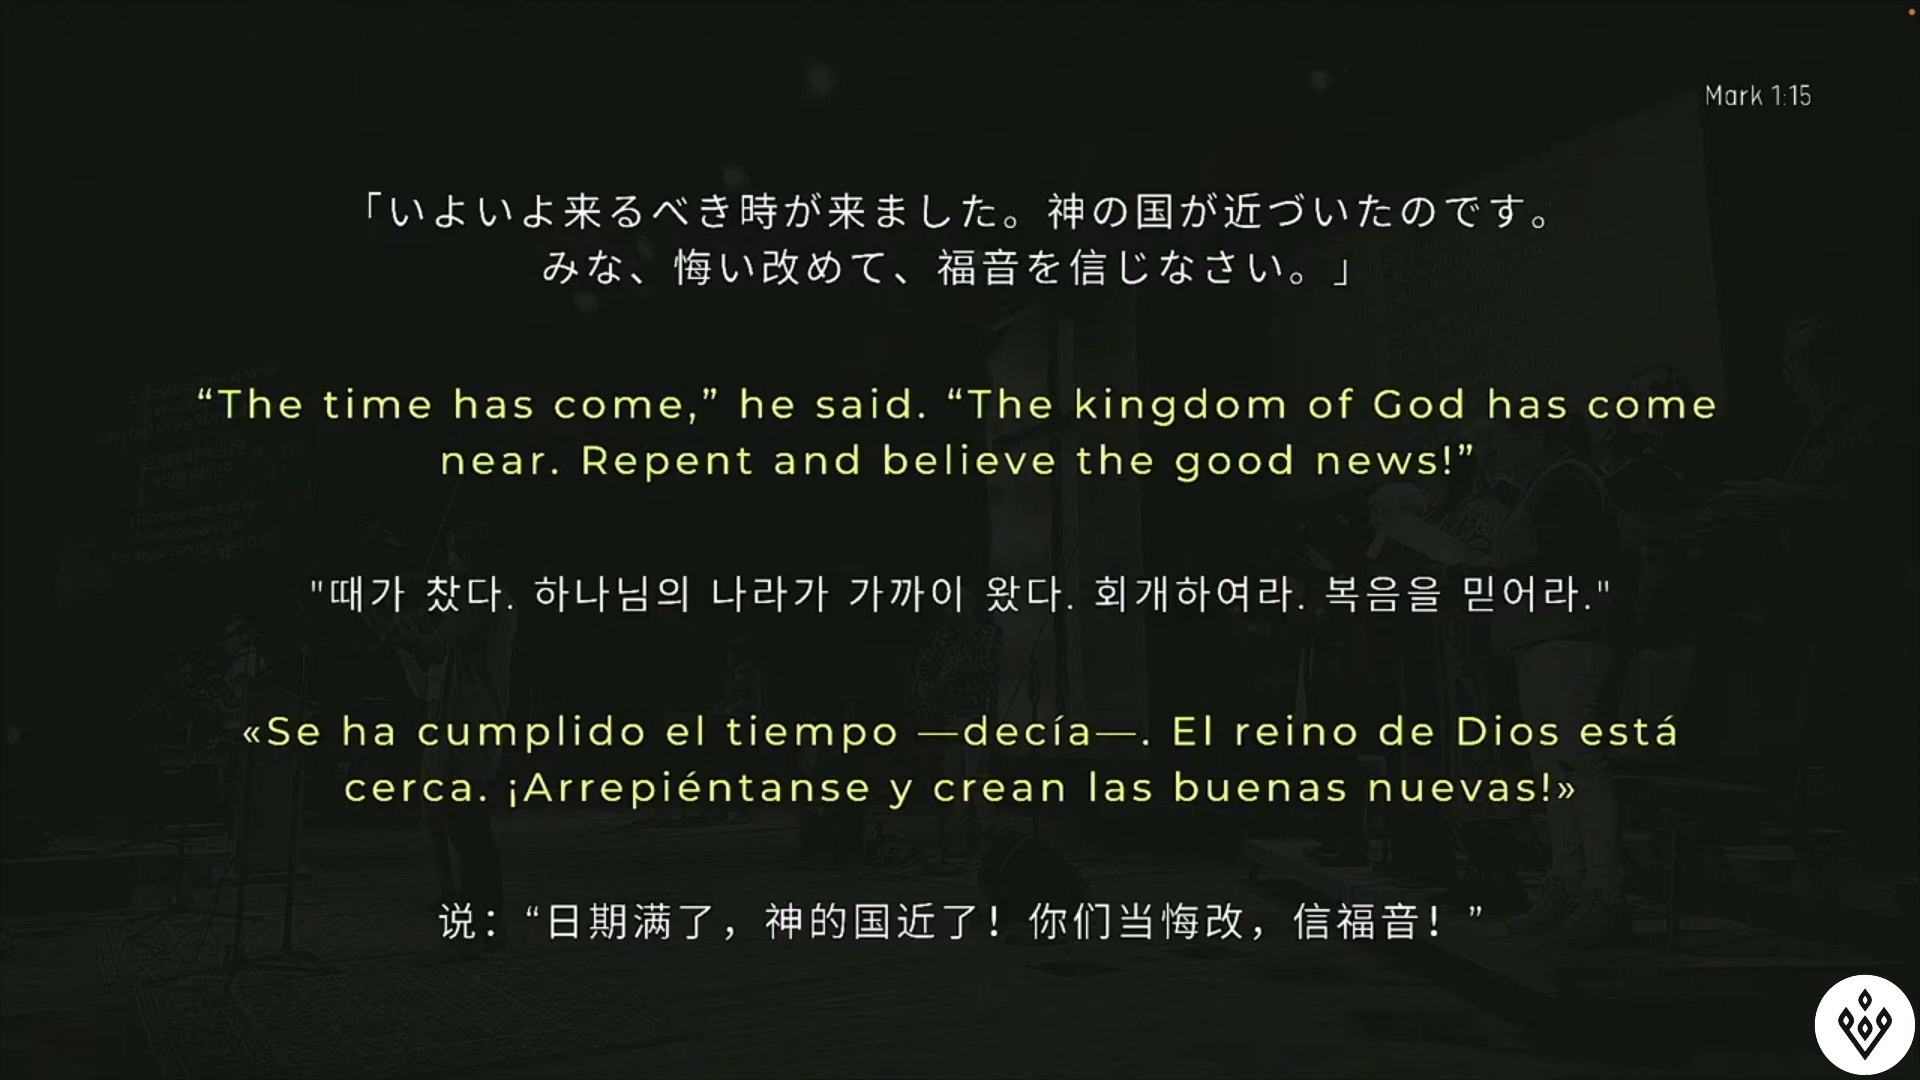 Mark 1:15
「いよいよ来るべき時が来ました。神の国が近づいたのです。
みな、悔い改めて、福音を信じなさい。」
“The time has come,” he said. “The kingdom of God has come
near. Repent and believe the good news!”
"때가 찼다. 하나님의 나라가 가까이 왔다. 회개하여라. 복음을 믿어라."
«Se ha cumplido el tiempo —decía—. El reino de Dios está
cerca. ¡Arrepiéntanse y crean las buenas nuevas!»
说：“日期满了，神的国近了！你们当悔改，信福音！”